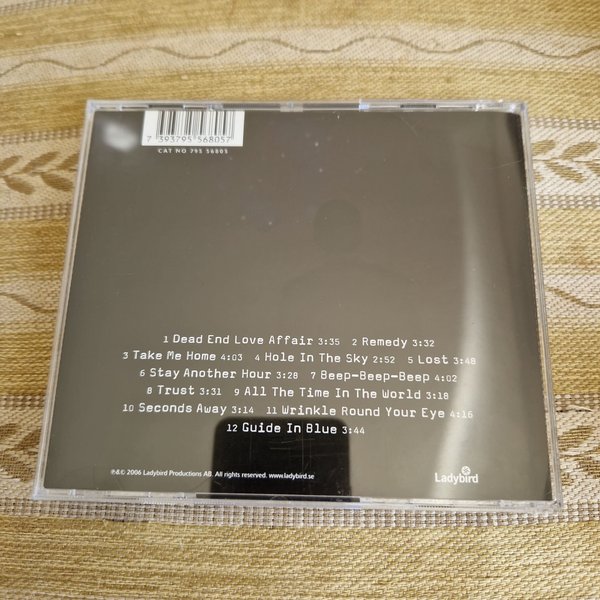 7 393795 568057
CAT NO 795 56805
1 Dead End Love Affair 3:35 2 Remedy 3:32
3 Take Me Home 4:03 4 Hole In The Sky 2:52 5 Lost 3:48
6 Stay Another Hour 3:28 7 Beep-Beep-Beep 4:02
8 Trust 3:31 9 All The Time In The World 3:18
10 Seconds Away 3:14 11 Wrinkle Round Your Eye 4:16
12 Guide In Blue 3:44
℗&© 2006 Ladybird Productions AB. All rights reserved. www.ladybird.se
Ladybird